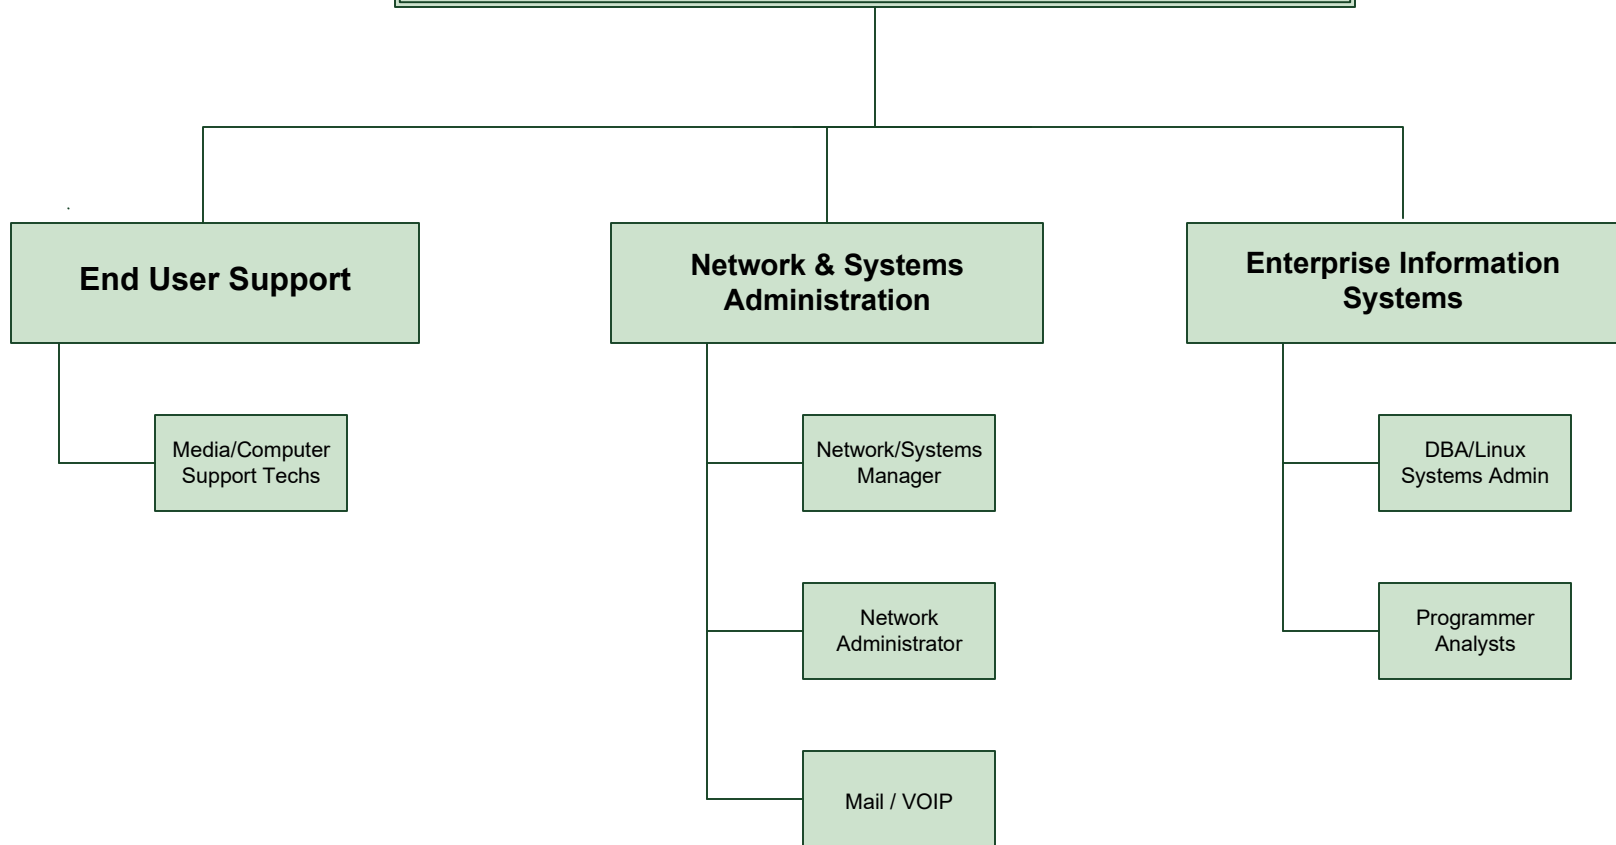 End User Support
Network & Systems
Administration
Enterprise Information
Systems
Media/Computer
Support Techs
Network/Systems
Manager
DBA/Linux
Systems Admin
Network
Administrator
Programmer
Analysts
Mail / VOIP